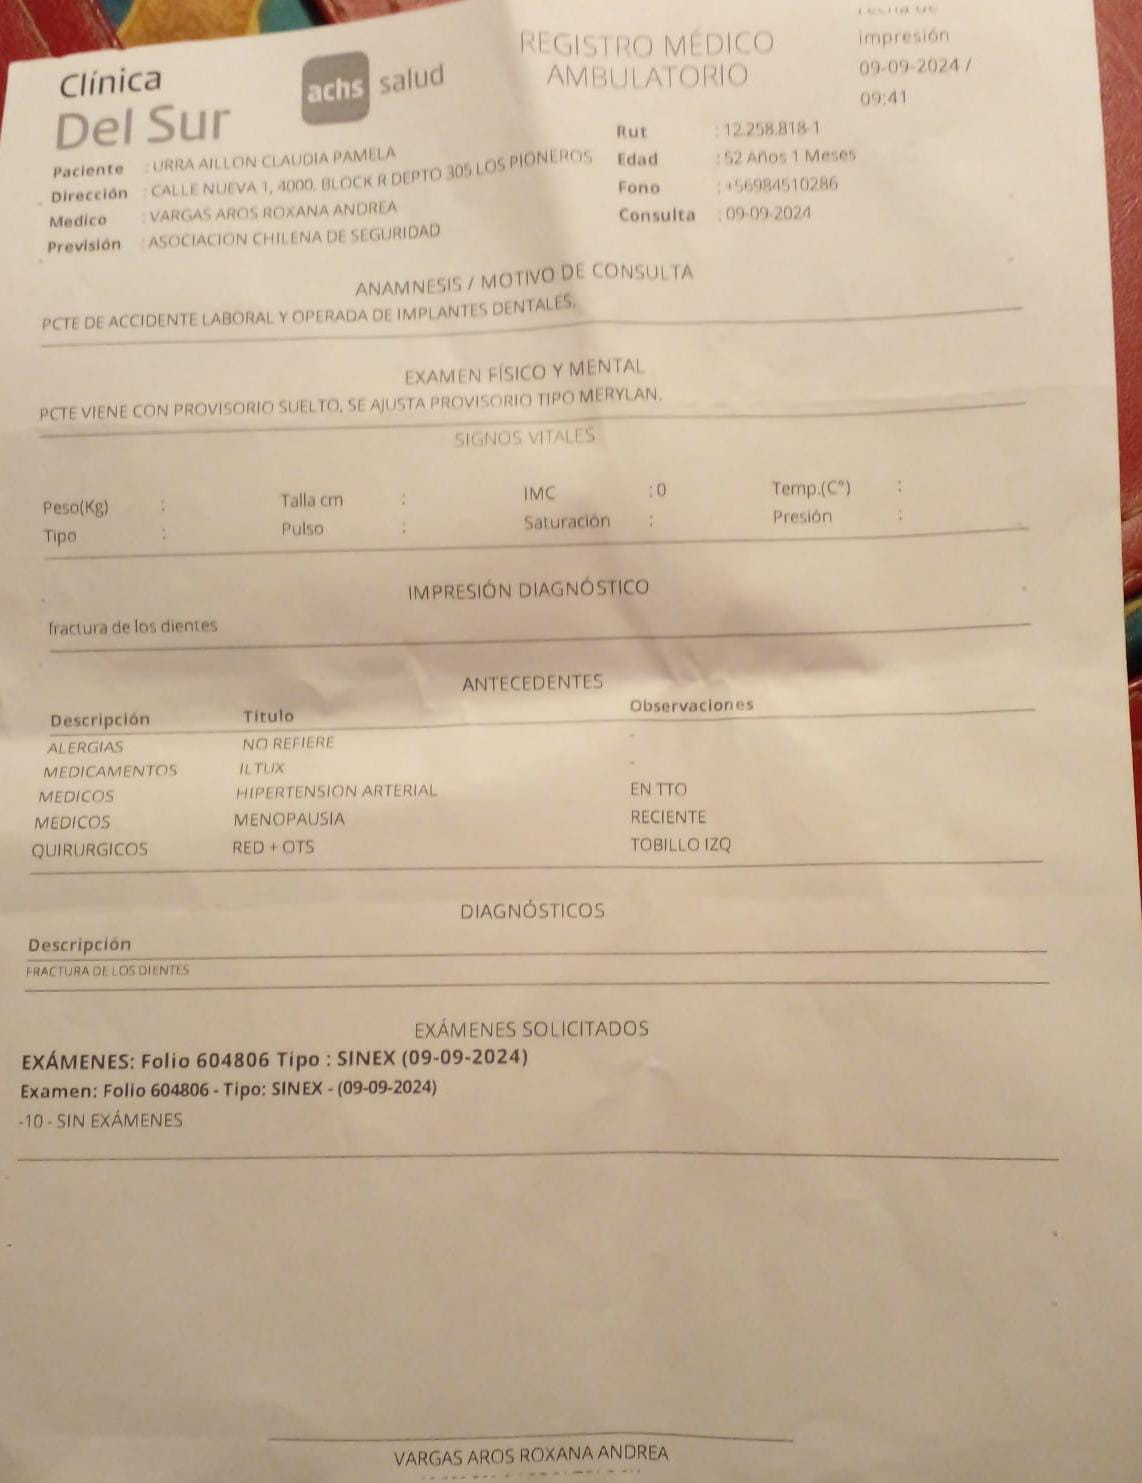 Clínica
Del Sur
achs salud
REGISTRO MÉDICO
AMBULATORIO
impresión
09-09-2024 /
09:41
Paciente : URRA AILLON CLAUDIA PAMELA
Dirección : CALLE NUEVA 1, 4000. BLOCK R DEPTO 305 LOS PIONEROS
Medico : VARGAS AROS ROXANA ANDREA
Previsión : ASOCIACION CHILENA DE SEGURIDAD
Rut : 12.258.818-1
Edad : 52 Años 1 Meses
Fono : +56984510286
Consulta : 09-09-2024
ANAMNESIS / MOTIVO DE CONSULTA
PCTE DE ACCIDENTE LABORAL Y OPERADA DE IMPLANTES DENTALES.
EXAMEN FÍSICO Y MENTAL
PCTE VIENE CON PROVISORIO SUELTO, SE AJUSTA PROVISORIO TIPO MERYLAN.
SIGNOS VITALES
Peso(Kg) : Talla cm : IMC : 0 Temp.(C°) :
Tipo : Pulso : Saturación : Presión :
IMPRESIÓN DIAGNÓSTICO
fractura de los dientes
ANTECEDENTES
Descripción Título Observaciones
ALERGIAS NO REFIERE -
MEDICAMENTOS ILTUX -
MEDICOS HIPERTENSION ARTERIAL EN TTO
MEDICOS MENOPAUSIA RECIENTE
QUIRURGICOS RED + OTS TOBILLO IZQ
DIAGNÓSTICOS
Descripción
FRACTURA DE LOS DIENTES
EXÁMENES SOLICITADOS
EXÁMENES: Folio 604806 Tipo : SINEX (09-09-2024)
Examen: Folio 604806 - Tipo: SINEX - (09-09-2024)
-10 - SIN EXÁMENES
VARGAS AROS ROXANA ANDREA